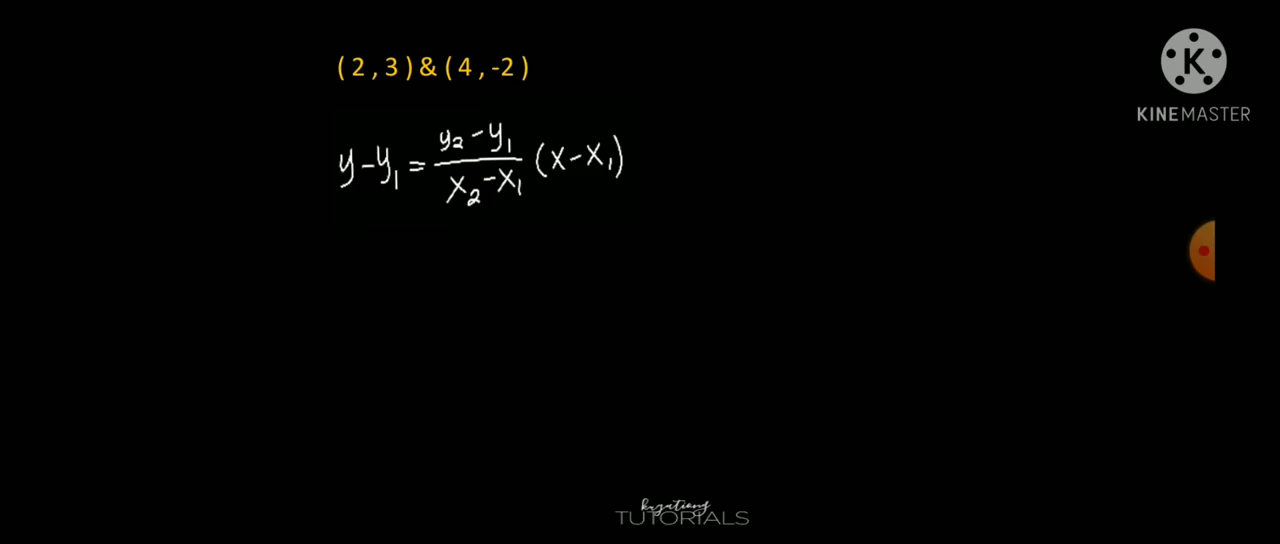 ( 2 , 3 ) & ( 4 , -2 )
y - y₁ = y₂ - y₁ / x₂ - x₁ (x - x₁)
K
KINEMASTER
TUTORIALS